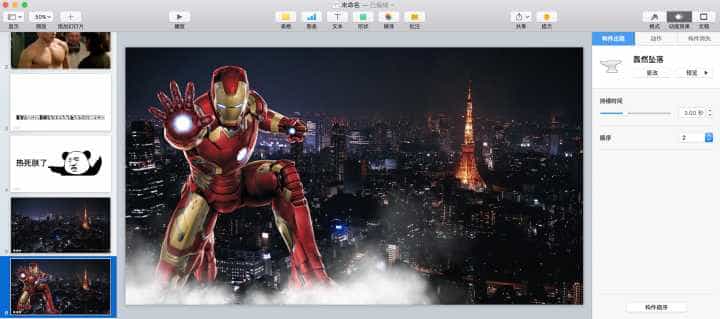 未命名 — 已编辑
50%
显示
缩放
添加幻灯片
播放
表格
图表
文本
形状
媒体
批注
共享
提示
格式
动画效果
文稿
构件出现
动作
构件消失
轰然坠落
更改
预览
持续时间
3.00 秒
顺序
2
热死朕了
构件顺序